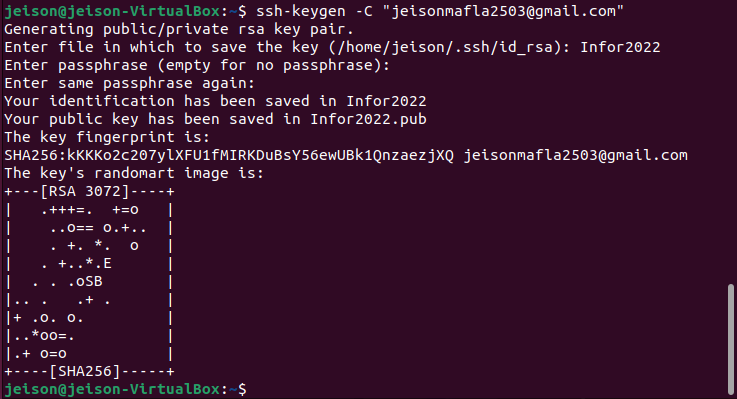 jeison@jeison-VirtualBox:~$ ssh-keygen -C "jeisonmafla2503@gmail.com"
Generating public/private rsa key pair.
Enter file in which to save the key (/home/jeison/.ssh/id_rsa): Infor2022
Enter passphrase (empty for no passphrase):
Enter same passphrase again:
Your identification has been saved in Infor2022
Your public key has been saved in Infor2022.pub
The key fingerprint is:
SHA256:kKKKo2c207ylXFU1fMIRKDuBsY56ewUBk1QnzaezjXQ jeisonmafla2503@gmail.com
The key's randomart image is:
+---[RSA 3072]----+
|   .+++=.  +=o   |
|    ..o== o.+..  |
|    . +. *.  o   |
|   . +..*.E      |
|  . . .oSB       |
|.. .   .+ .      |
|+ .o. o.         |
|..*oo=.          |
|.+ o=o           |
+----[SHA256]-----+
jeison@jeison-VirtualBox:~$